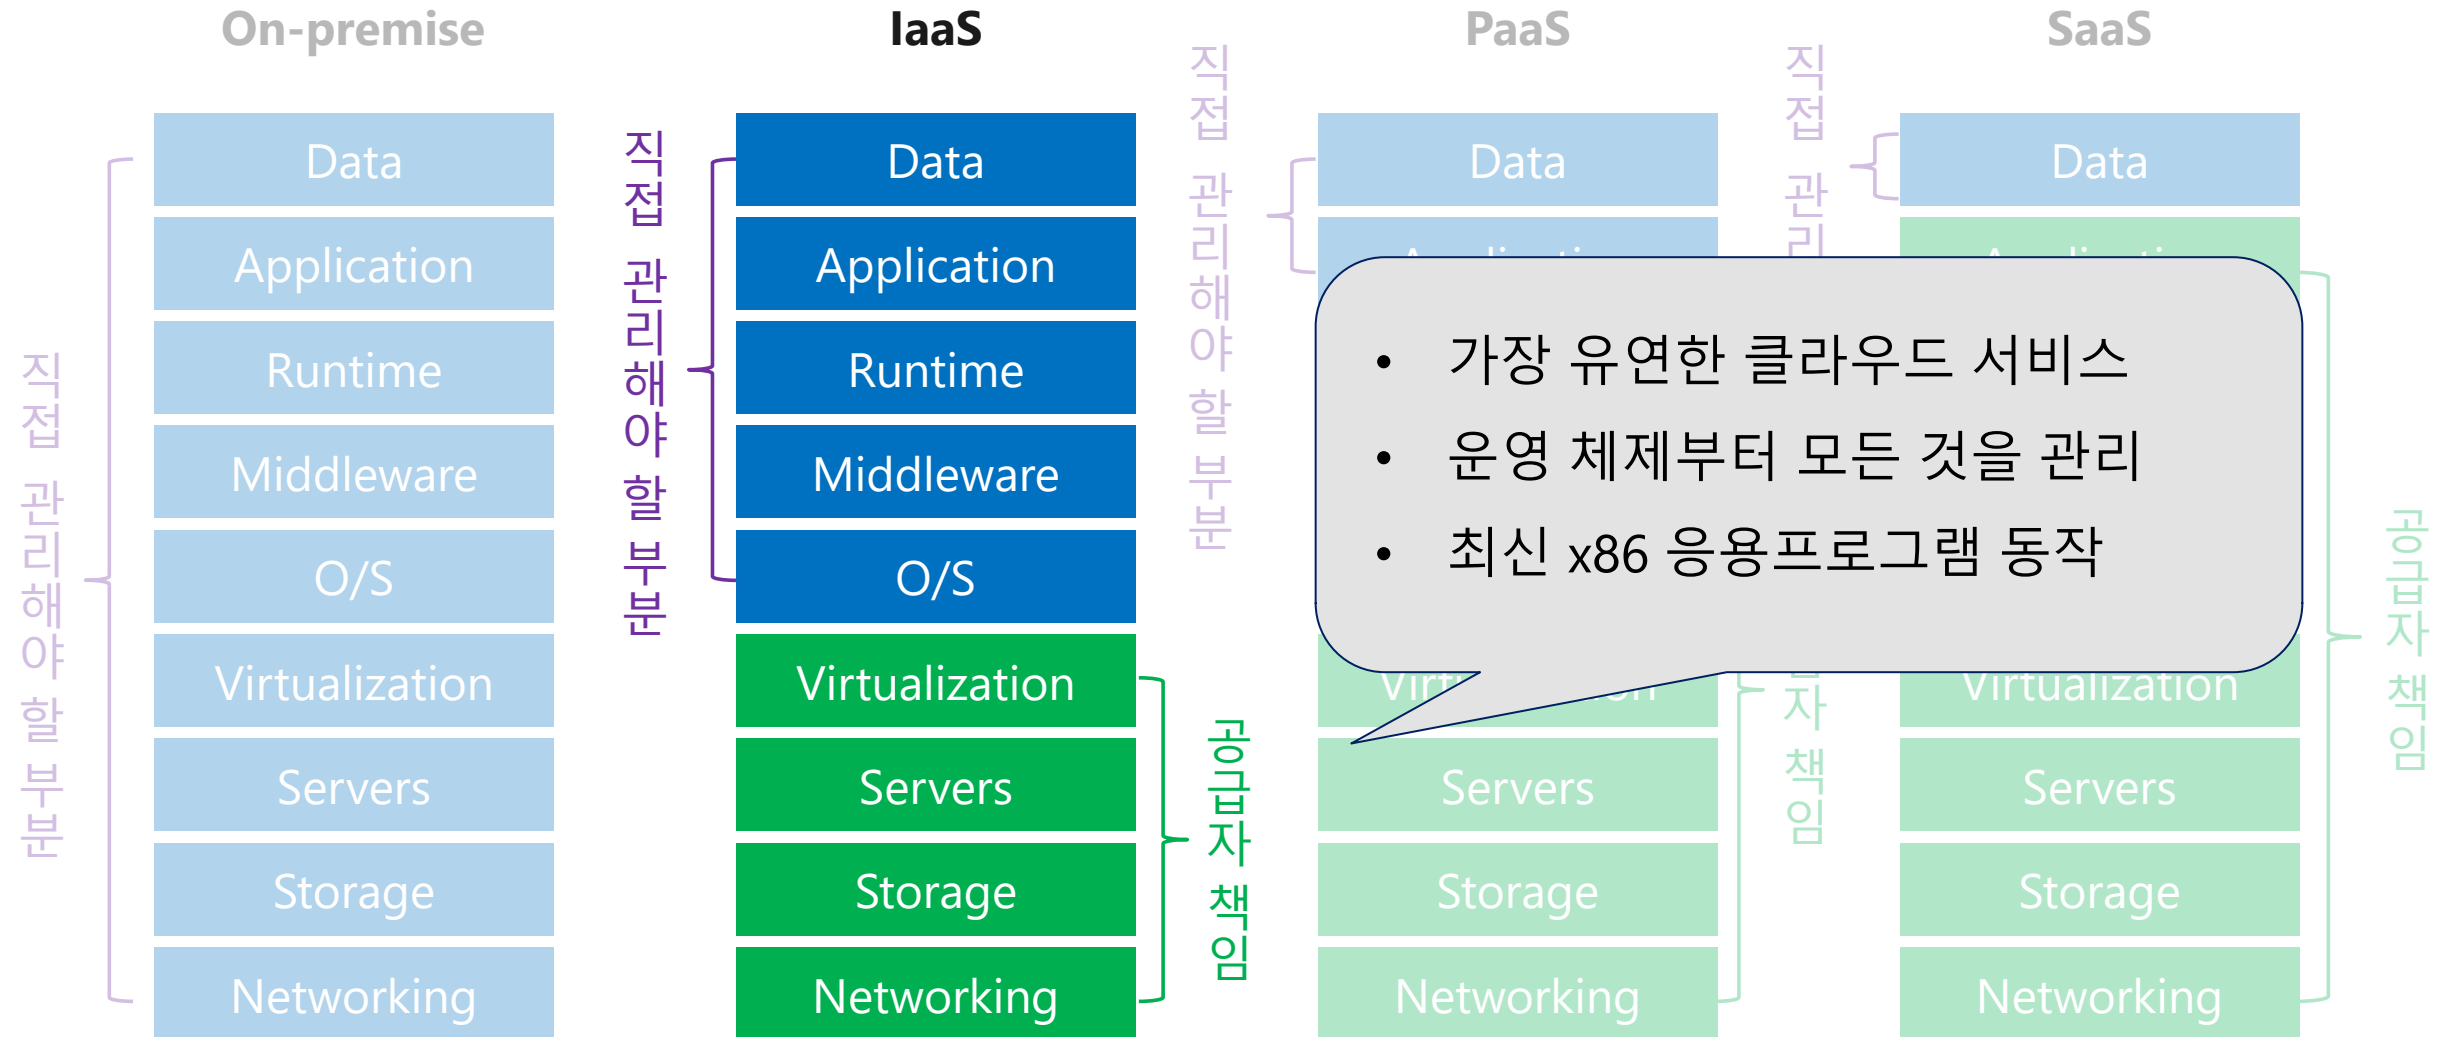 On-premise
직접 관리해야 할 부분
Data
Application
Runtime
Middleware
O/S
Virtualization
Servers
Storage
Networking
IaaS
직접 관리해야 할 부분
Data
Application
Runtime
Middleware
O/S
Virtualization
Servers
Storage
Networking
공급자 책임
PaaS
직접 관리해야 할 부분
Data
Servers
Storage
Networking
자 책임
SaaS
직접 관리
Data
Virtualization
Servers
Storage
Networking
공급자 책임
• 가장 유연한 클라우드 서비스
• 운영 체제부터 모든 것을 관리
• 최신 x86 응용프로그램 동작